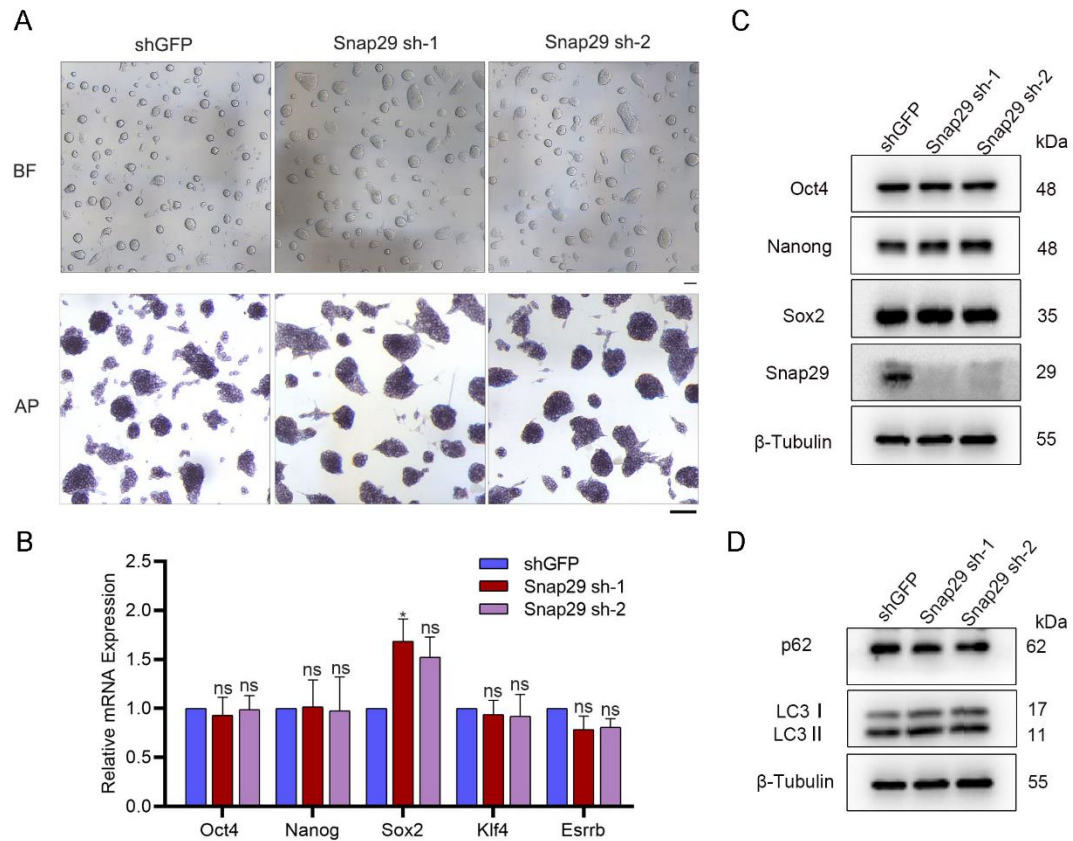 A
shGFP Snap29 sh-1 Snap29 sh-2
BF
AP
B
Relative mRNA Expression
2.5
2.0
1.5
1.0
0.5
0.0
shGFP
Snap29 sh-1
Snap29 sh-2
ns ns ns ns * ns ns ns ns ns
Oct4 Nanog Sox2 Klf4 Esrrb
C
shGFP Snap29 sh-1 Snap29 sh-2
kDa
Oct4 48
Nanong 48
Sox2 35
Snap29 29
β-Tubulin 55
D
shGFP Snap29 sh-1 Snap29 sh-2
kDa
p62 62
LC3 I 17
LC3 II 11
β-Tubulin 55